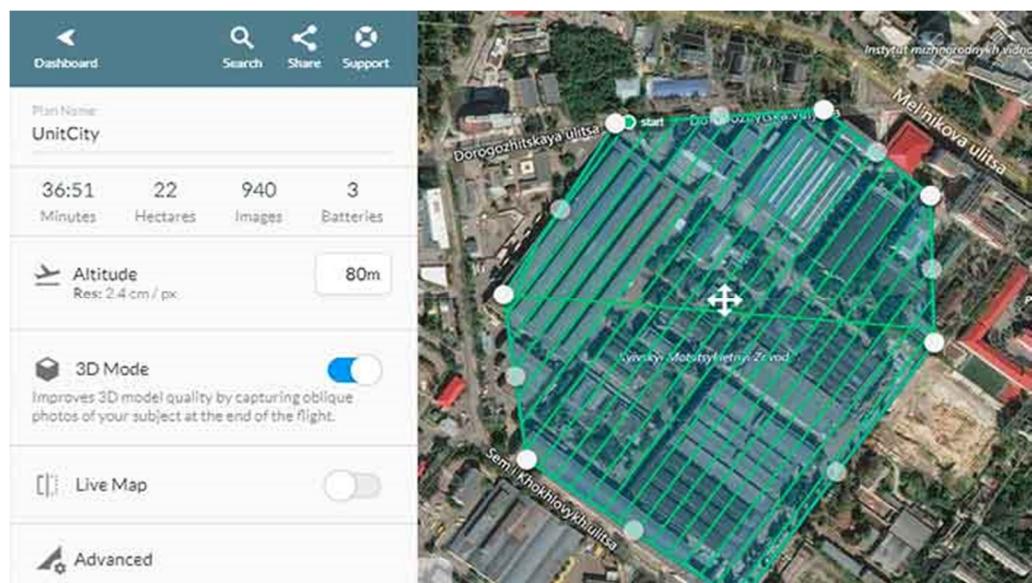 Dashboard
Search
Share
Support
Plan Name
UnitCity
36:51
22
940
3
Minutes
Hectares
Images
Batteries
Altitude
Res: 2.4 cm / px
80m
3D Mode
Improves 3D model quality by capturing oblique
photos of your subject at the end of the flight.
Live Map
Advanced
Melnikova ulitsa
start
Dorogozhitskaya ulitsa
Sem'i Khokhlovykh ulitsa